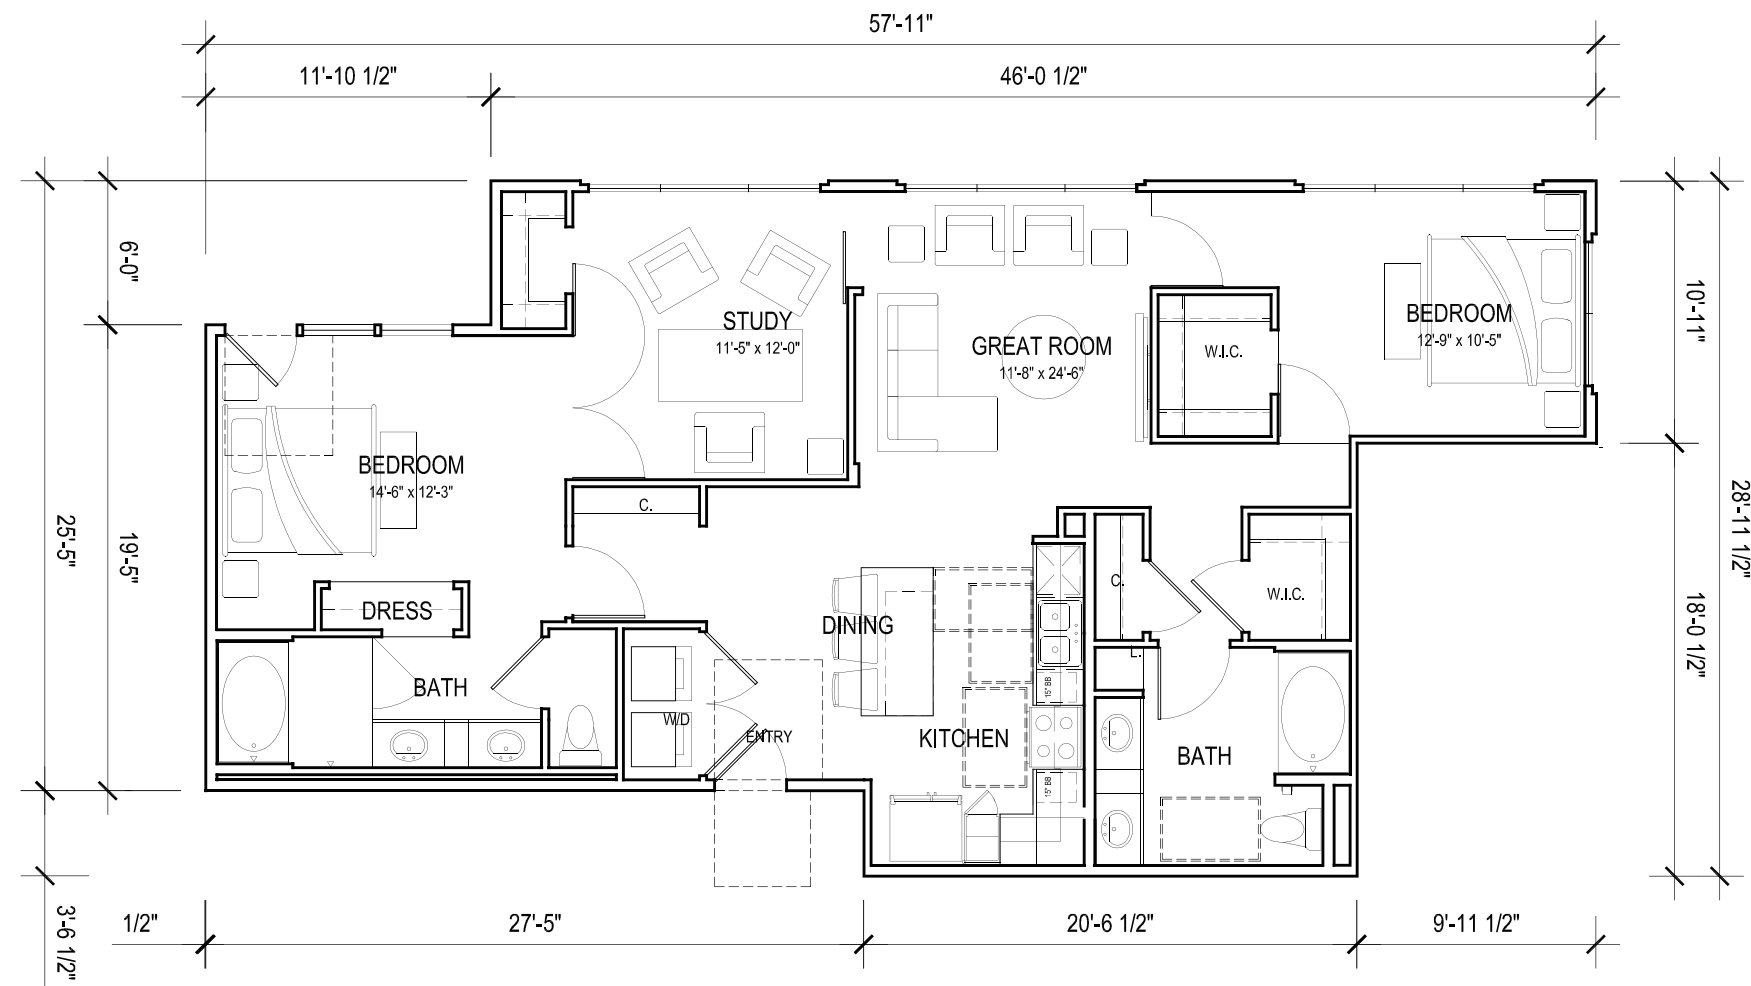 57'-11"
11'-10 1/2"
46'-0 1/2"
6'-0"
10'-11"
STUDY
11'-5" x 12'-0"
GREAT ROOM
11'-8" x 24'-6"
W.I.C.
BEDROOM
12'-9" x 10'-5"
BEDROOM
14'-6" x 12'-3"
C.
25'-5"
19'-5"
28'-11 1/2"
18'-0 1/2"
DRESS
DINING
C.
W.I.C.
L.
BATH
15" BB
W/D
ENTRY
KITCHEN
BATH
15" BB
3'-6 1/2"
1/2"
27'-5"
20'-6 1/2"
9'-11 1/2"